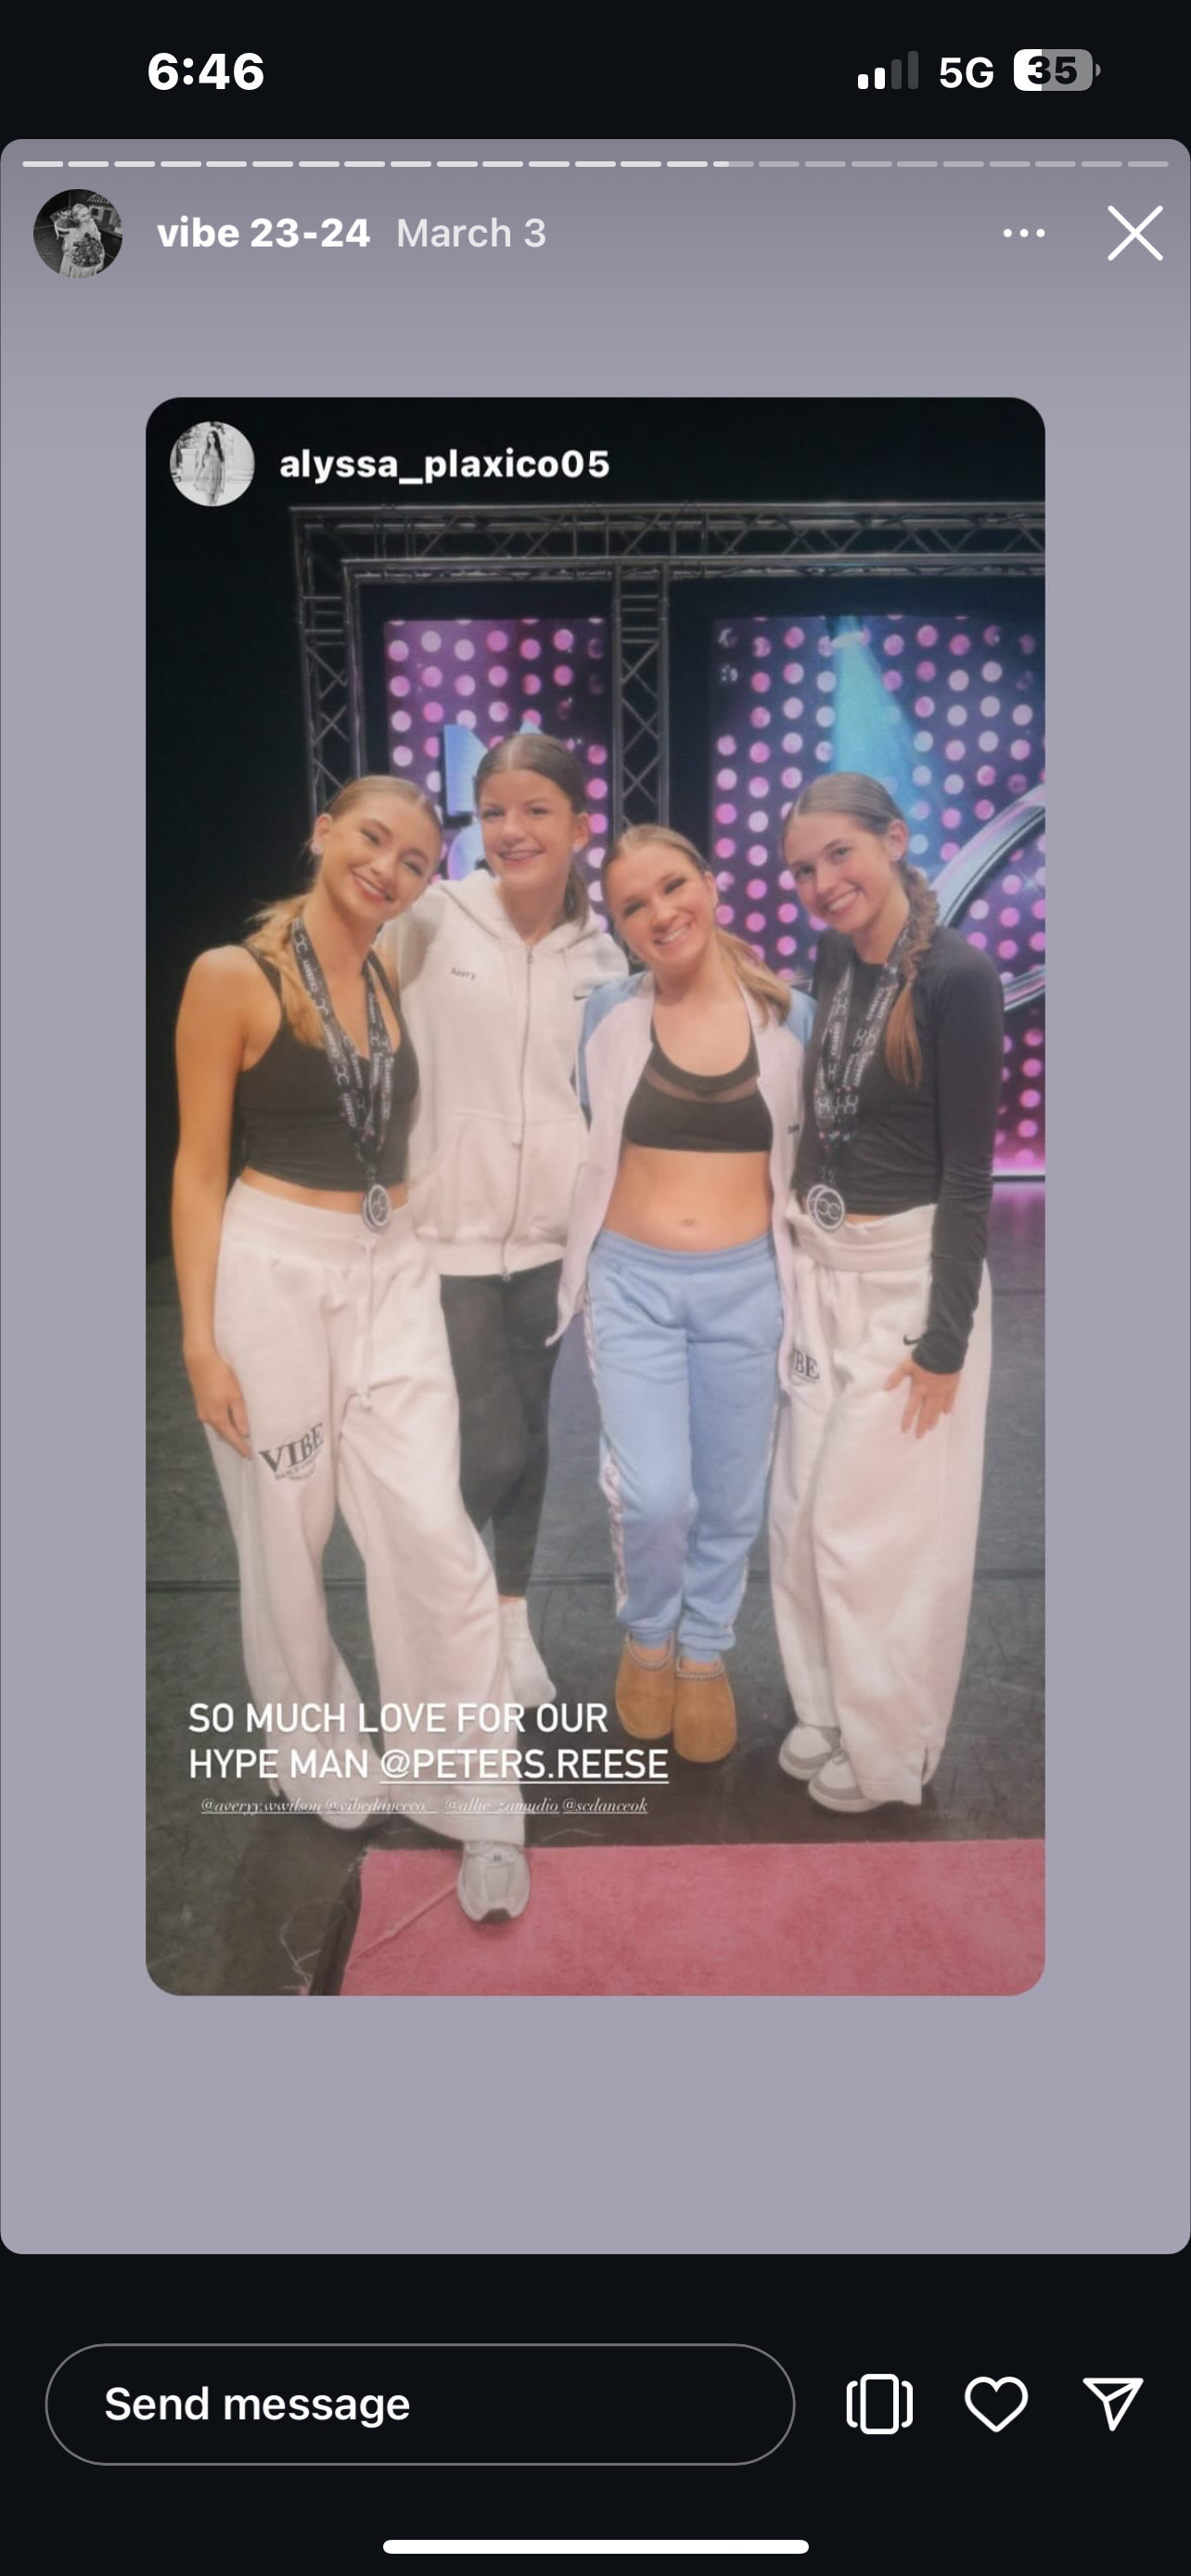 6:46
5G
35
vibe 23-24 March 3
alyssa_plaxico05
Avery
VIBE
BE
SO MUCH LOVE FOR OUR
HYPE MAN @PETERS.REESE
@averyy.wwilson @vibedanceco_ @allie_zamudio @scdanceok
Send message